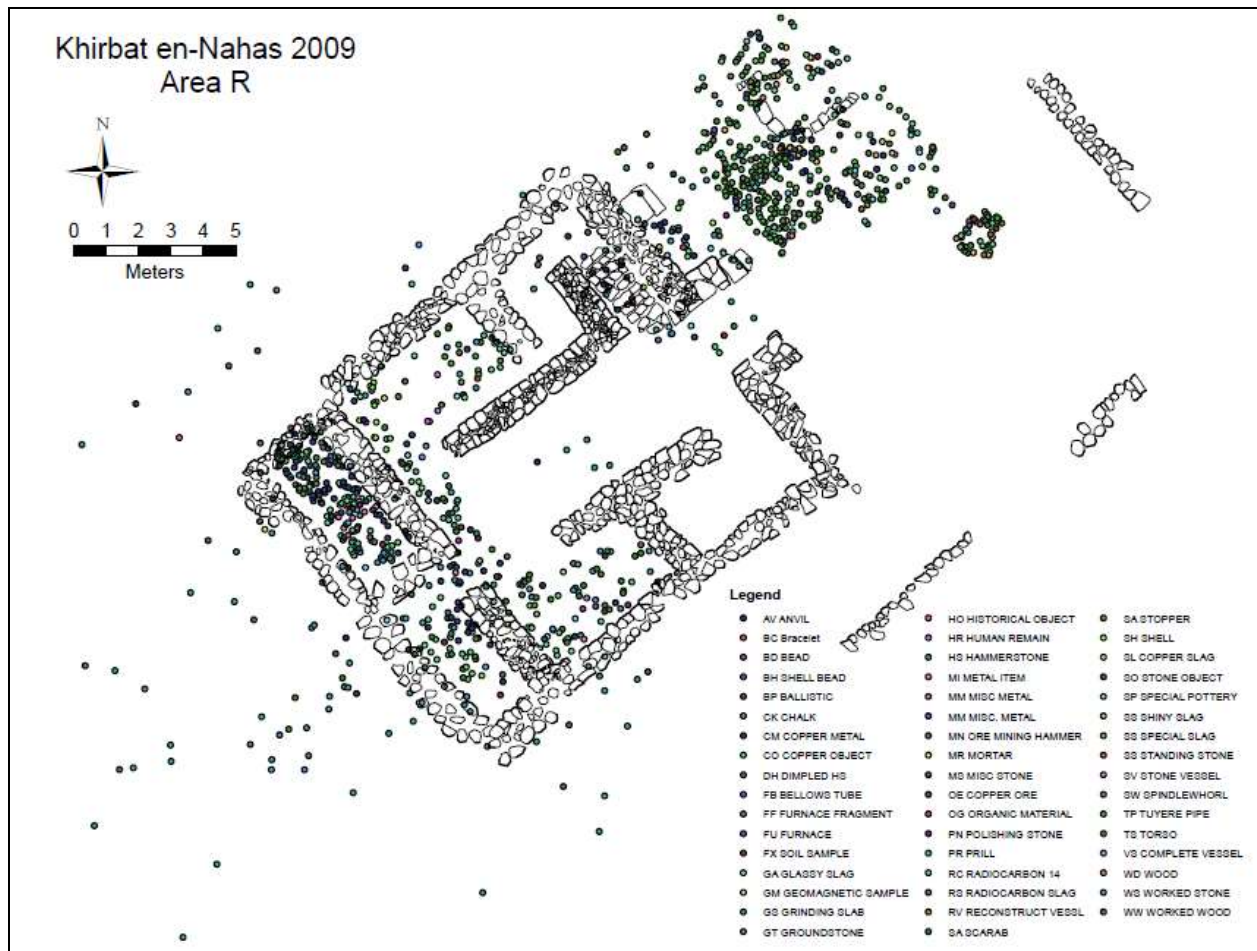 Khirbat en-Nahas 2009
Area R
N
0 1 2 3 4 5
Meters
Legend
AV ANVIL
BC Bracelet
BD BEAD
BH SHELL BEAD
BP BALLISTIC
CK CHALK
CM COPPER METAL
CO COPPER OBJECT
DH DIMPLED HS
FB BELLOWS TUBE
FF FURNACE FRAGMENT
FU FURNACE
FX SOIL SAMPLE
GA GLASSY SLAG
GM GEOMAGNETIC SAMPLE
GS GRINDING SLAB
GT GROUNDSTONE
HO HISTORICAL OBJECT
HR HUMAN REMAIN
HS HAMMERSTONE
MI METAL ITEM
MM MISC METAL
MM MISC. METAL
MN ORE MINING HAMMER
MR MORTAR
MS MISC STONE
OE COPPER ORE
OG ORGANIC MATERIAL
PN POLISHING STONE
PR PRILL
RC RADIOCARBON 14
RS RADIOCARBON SLAG
RV RECONSTRUCT VESSL
SA SCARAB
SA STOPPER
SH SHELL
SL COPPER SLAG
SO STONE OBJECT
SP SPECIAL POTTERY
SS SHINY SLAG
SS SPECIAL SLAG
SS STANDING STONE
SV STONE VESSEL
SW SPINDLEWHORL
TP TUYERE PIPE
TS TORSO
VS COMPLETE VESSEL
WD WOOD
WS WORKED STONE
WW WORKED WOOD